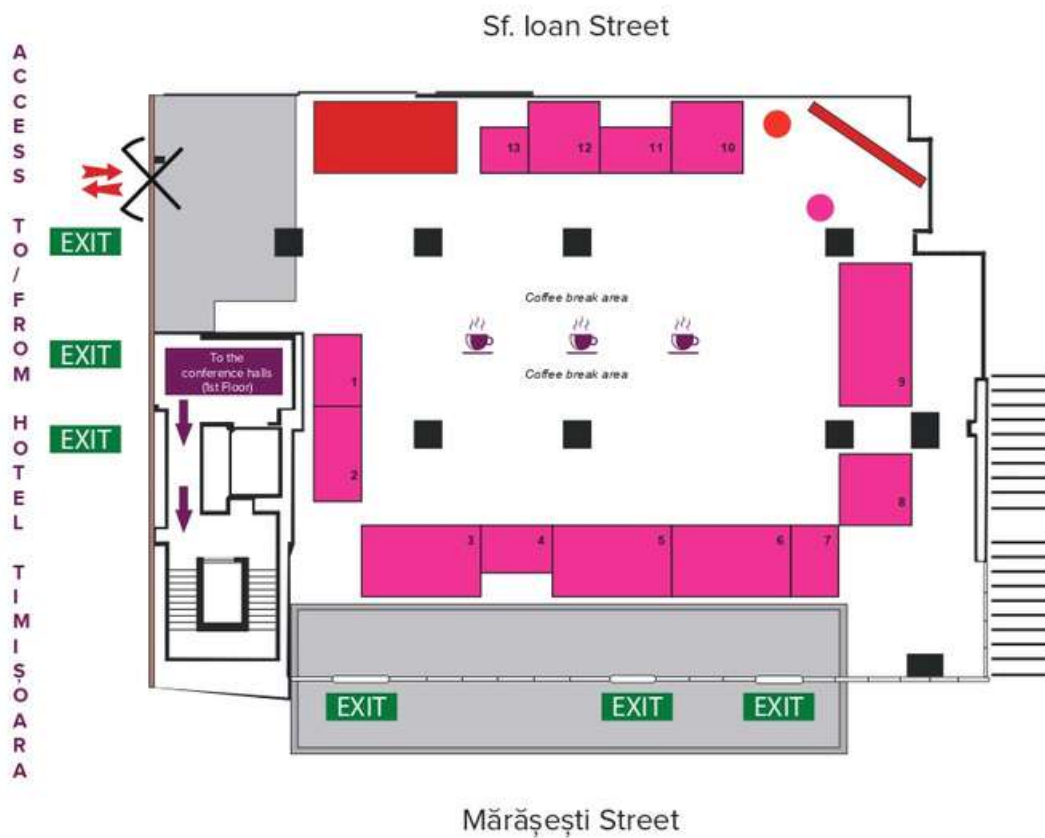 Sf. Ioan Street
ACCESS TO/FROM HOTEL TIMIȘOARA
13
12
11
10
EXIT
Coffee break area
9
EXIT
To the
conference halls
(1st Floor)
1
Coffee break area
EXIT
2
8
3
4
5
6
7
EXIT
EXIT
EXIT
Mărășești Street